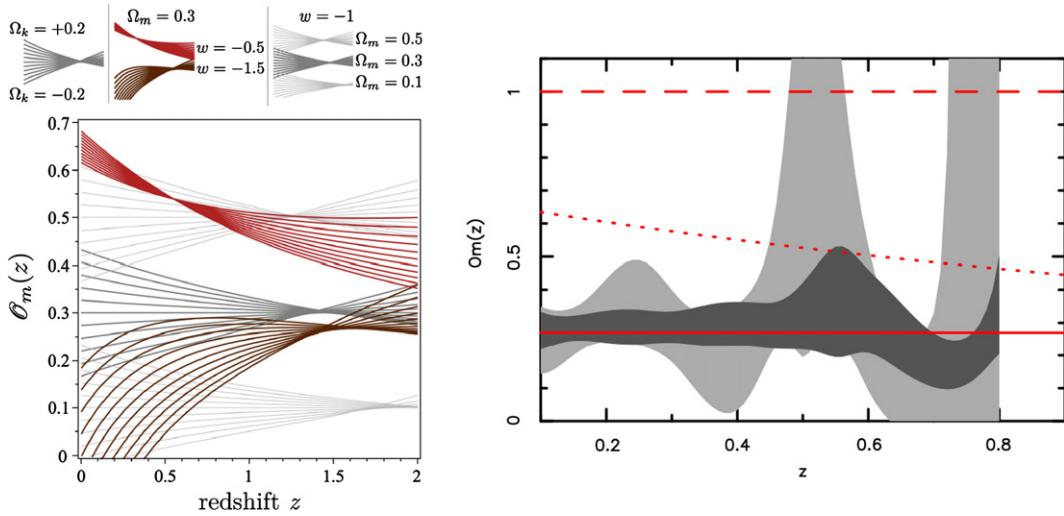 Ωₖ = +0.2
Ωₖ = −0.2
Ωₘ = 0.3
w = −0.5
w = −1.5
w = −1
Ωₘ = 0.5
Ωₘ = 0.3
Ωₘ = 0.1
𝒪ₘ(z)
0.7
0.6
0.5
0.4
0.3
0.2
0.1
0
0 0.5 1 1.5 2
redshift z
Om(z)
1
0.5
0
0.2 0.4 0.6 0.8
z